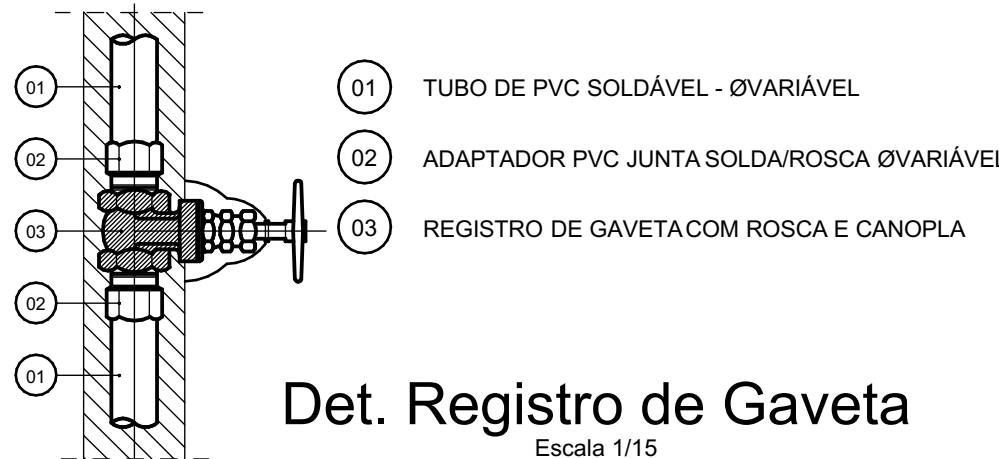 01
02
03
02
01
01 TUBO DE PVC SOLDÁVEL - ØVARIÁVEL
02 ADAPTADOR PVC JUNTA SOLDA/ROSCA ØVARIÁVEL
03 REGISTRO DE GAVETA COM ROSCA E CANOPLA
Det. Registro de Gaveta
Escala 1/15